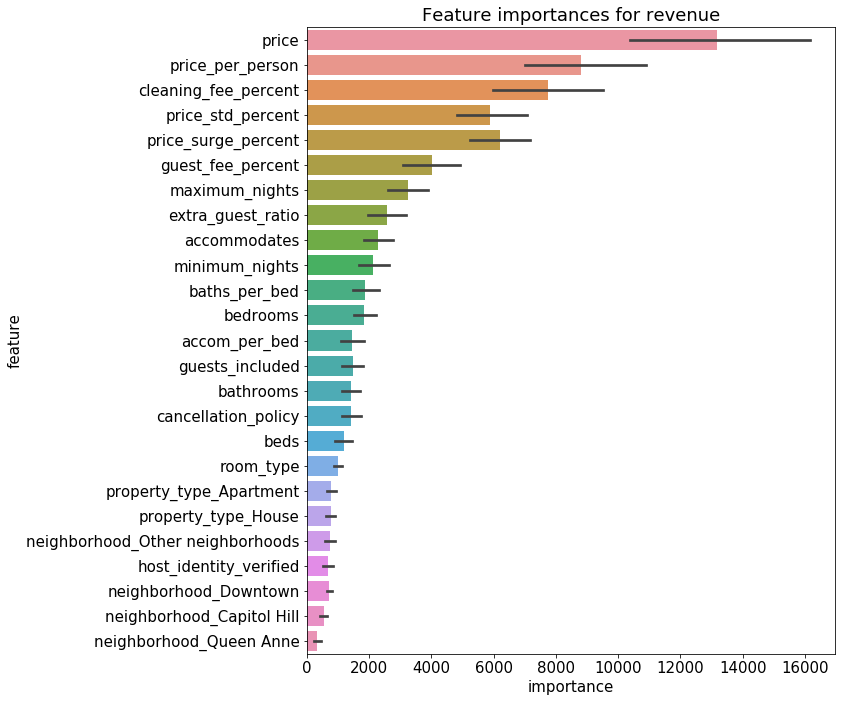 Feature importances for revenue
price
price_per_person
cleaning_fee_percent
price_std_percent
price_surge_percent
guest_fee_percent
maximum_nights
extra_guest_ratio
accommodates
minimum_nights
baths_per_bed
bedrooms
accom_per_bed
guests_included
bathrooms
cancellation_policy
beds
room_type
property_type_Apartment
property_type_House
neighborhood_Other neighborhoods
host_identity_verified
neighborhood_Downtown
neighborhood_Capitol Hill
neighborhood_Queen Anne
feature
0 2000 4000 6000 8000 10000 12000 14000 16000
importance